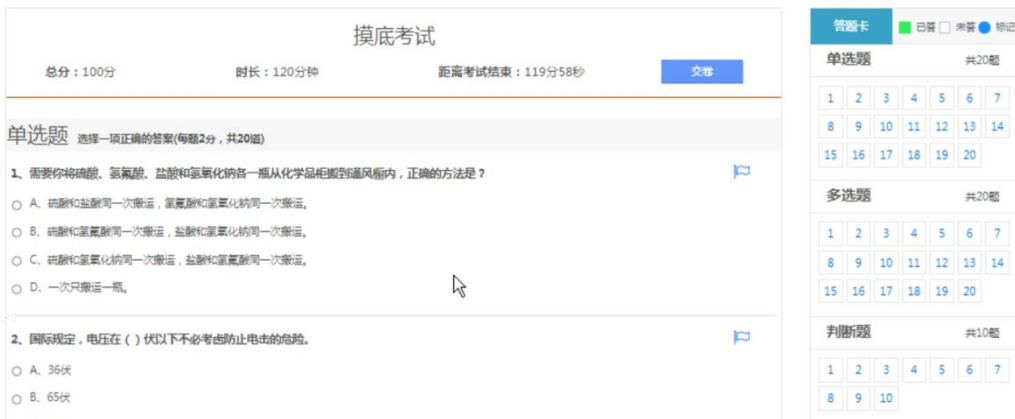 摸底考试
总分：100分 时长：120分钟 距离考试结束：119分58秒 交卷
单选题 选择一项正确的答案(每题2分，共20道)
1、需要你将硫酸、氢氟酸、盐酸和氢氧化钠各一瓶从化学品柜搬到通风橱内，正确的方法是？
A、硫酸和盐酸同一次搬运，氢氟酸和氢氧化钠同一次搬运。
B、硫酸和氢氟酸同一次搬运，盐酸和氢氧化钠同一次搬运。
C、硫酸和氢氧化钠同一次搬运，盐酸和氢氟酸同一次搬运。
D、一次只搬运一瓶。
2、国际规定，电压在 ( ) 伏以下不必考虑防止电击的危险。
A、36伏
B、65伏
答题卡 已答 未答 标记
单选题 共20题
1 2 3 4 5 6 7
8 9 10 11 12 13 14
15 16 17 18 19 20
多选题 共20题
1 2 3 4 5 6 7
8 9 10 11 12 13 14
15 16 17 18 19 20
判断题 共10题
1 2 3 4 5 6 7
8 9 10